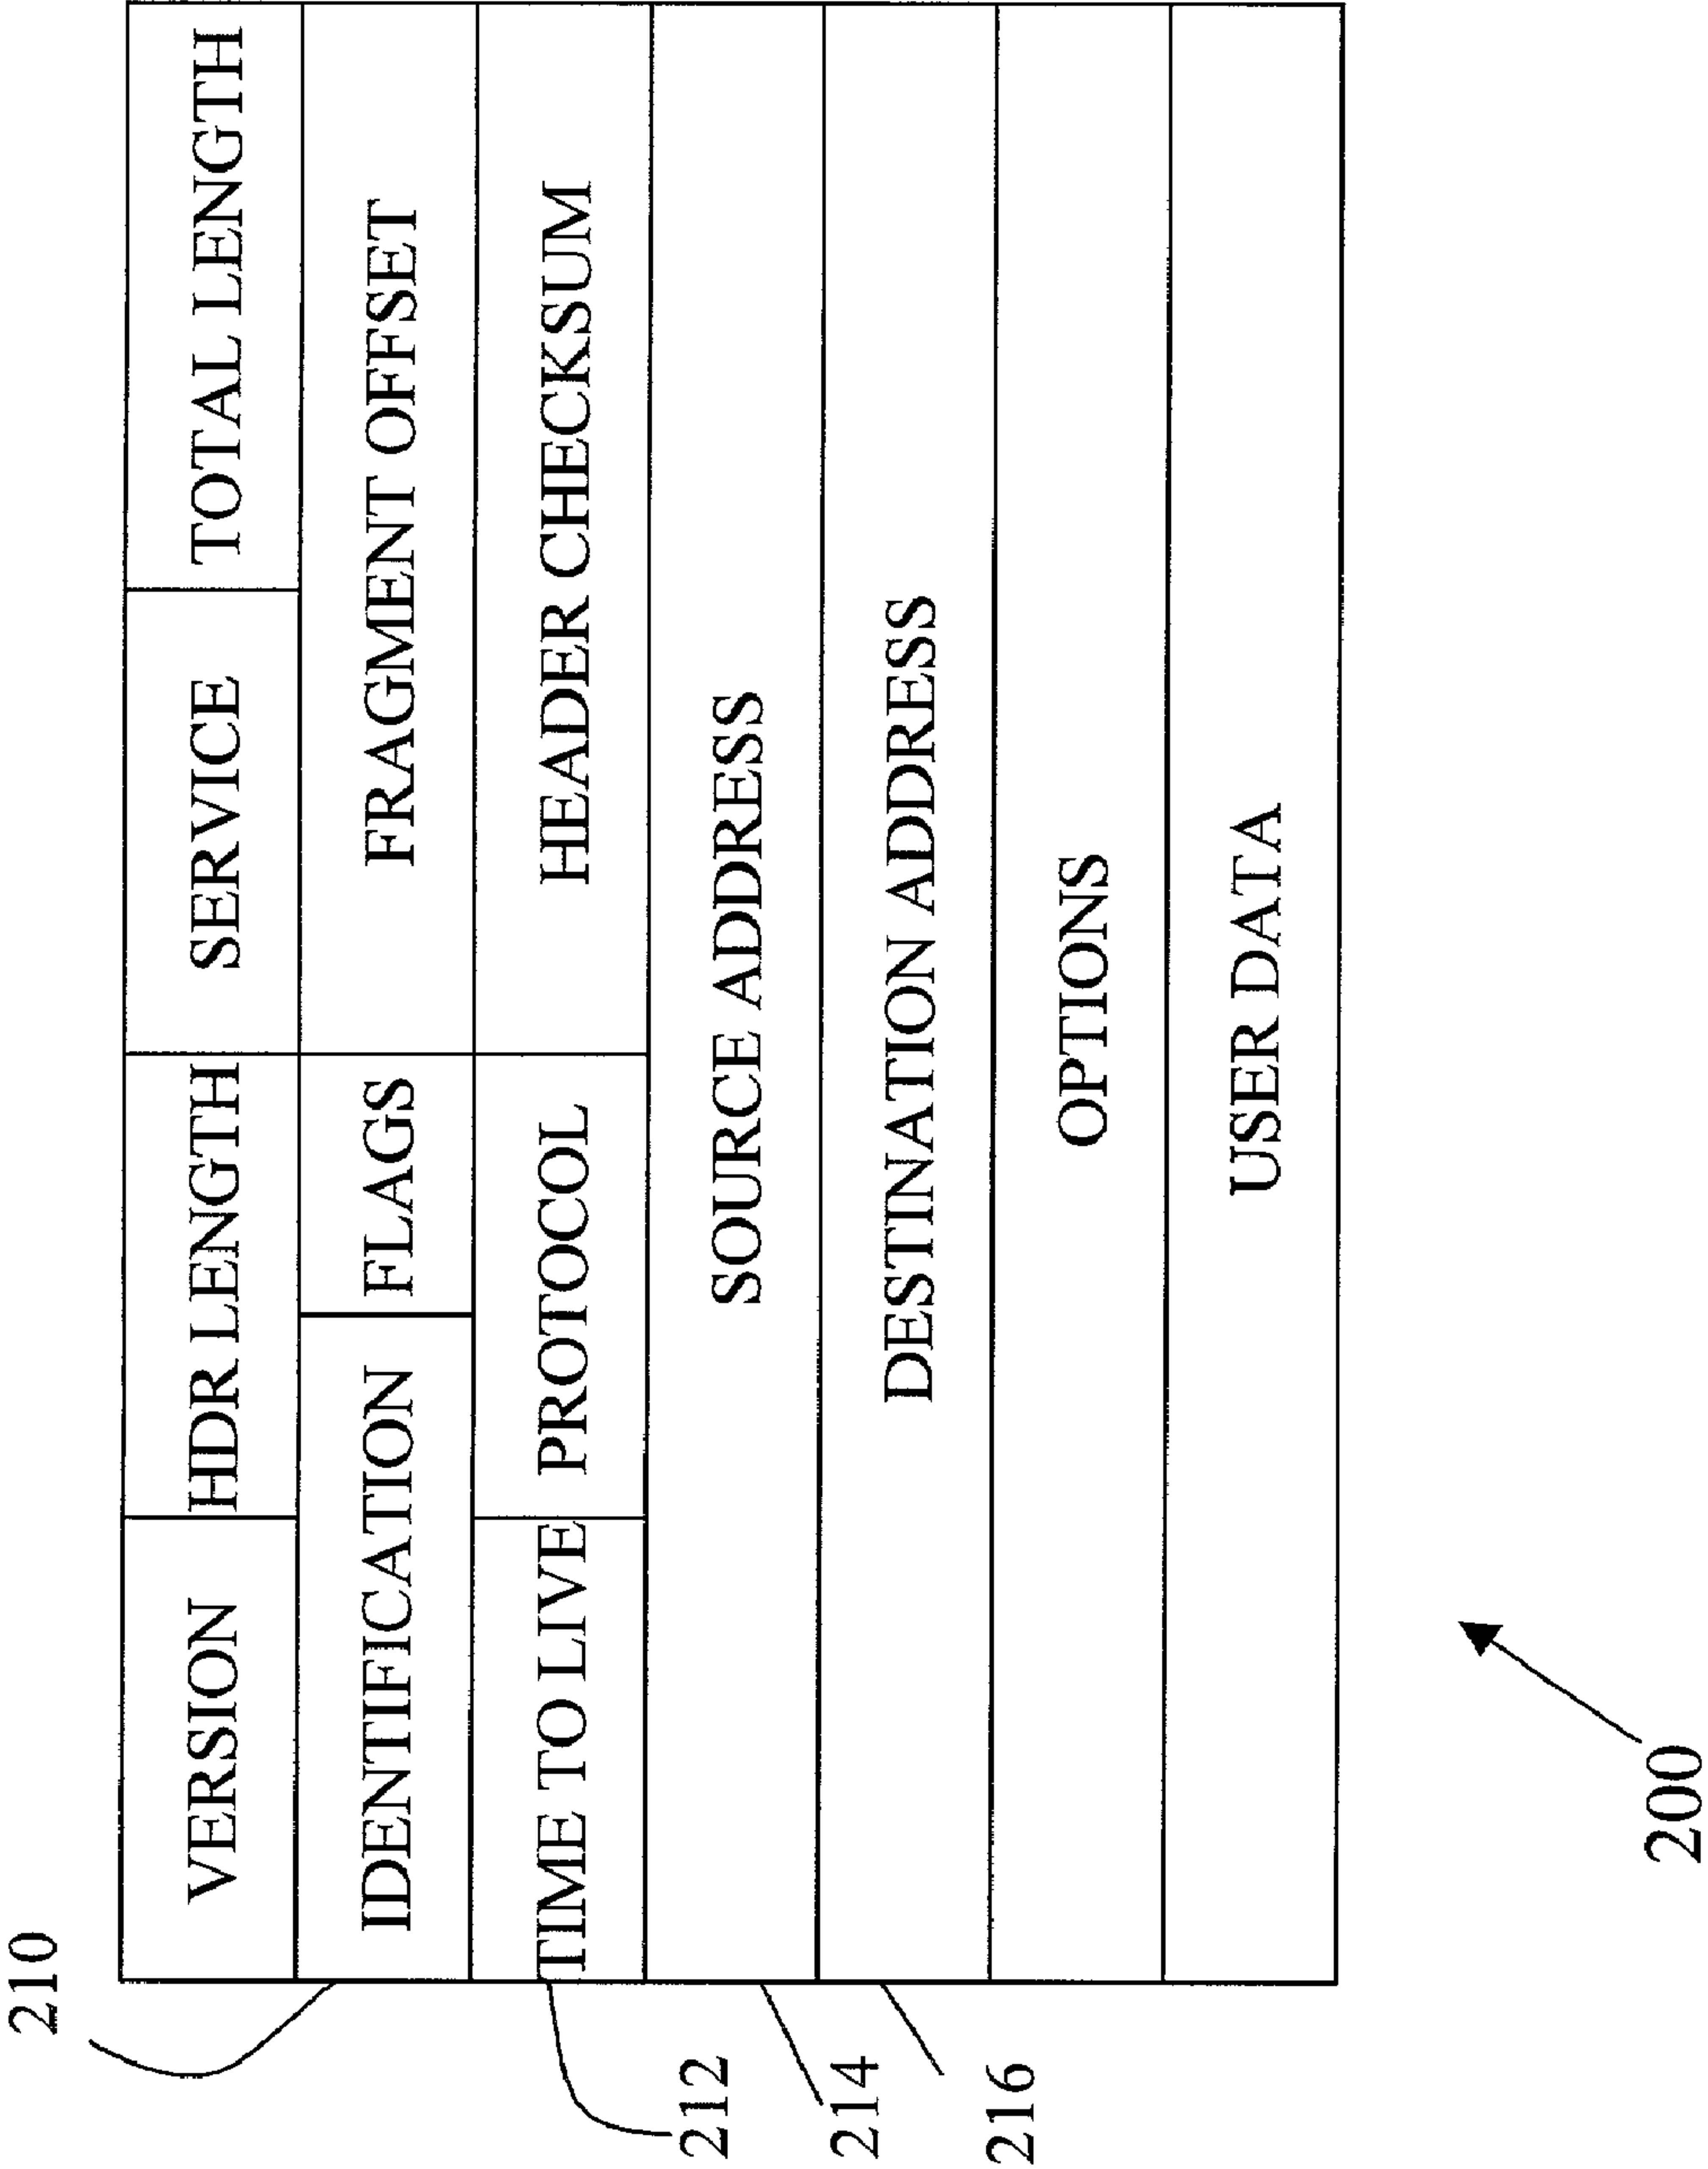 VERSION HDR LENGTH SERVICE TOTAL LENGTH
210
IDENTIFICATION FLAGS FRAGMENT OFFSET
212
TIME TO LIVE PROTOCOL HEADER CHECKSUM
214
SOURCE ADDRESS
216
DESTINATION ADDRESS
OPTIONS
USER DATA
200